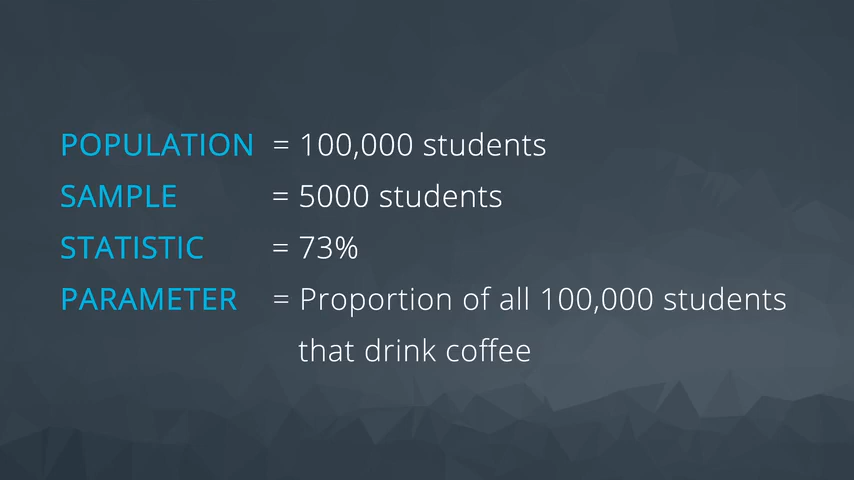 POPULATION = 100,000 students
SAMPLE = 5000 students
STATISTIC = 73%
PARAMETER = Proportion of all 100,000 students
that drink coffee